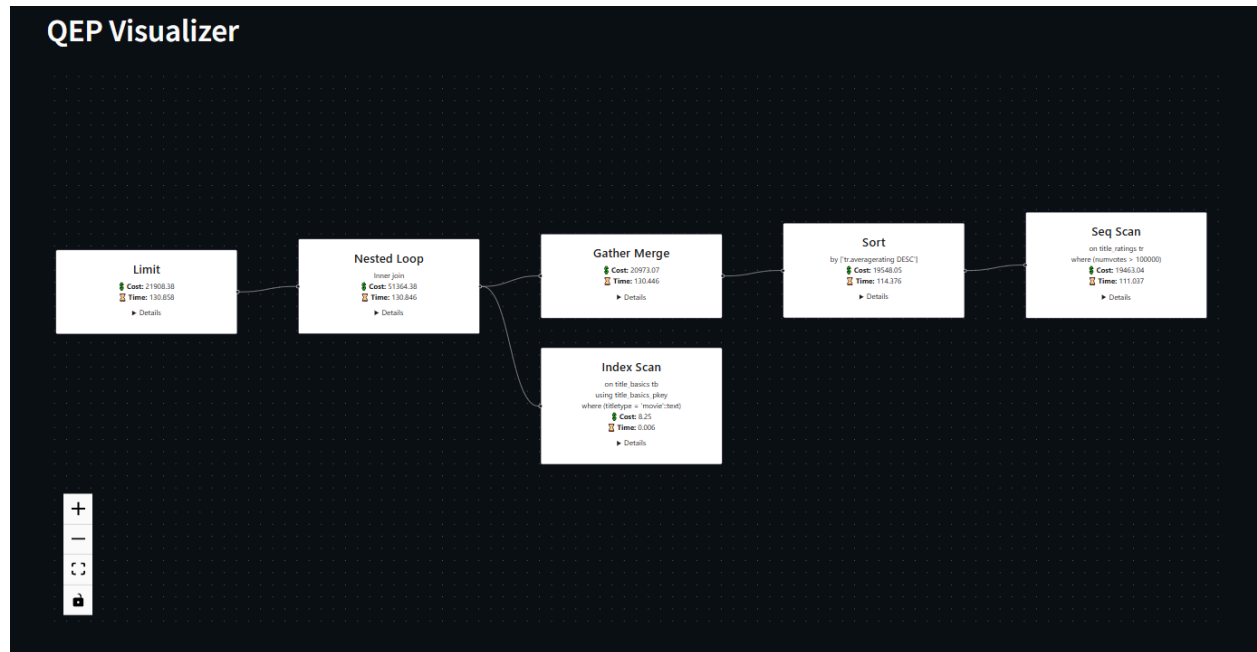 QEP Visualizer
Limit
Cost: 21908.38
Time: 130.858
► Details
Nested Loop
Inner join
Cost: 51364.38
Time: 130.846
► Details
Gather Merge
Cost: 20973.07
Time: 130.446
► Details
Sort
by ['tr.averagerating DESC']
Cost: 19548.05
Time: 114.376
► Details
Seq Scan
on title_ratings tr
where (numvotes > 100000)
Cost: 19463.04
Time: 111.037
► Details
Index Scan
on title_basics tb
using title_basics_pkey
where (titletype = 'movie'::text)
Cost: 8.25
Time: 0.006
► Details